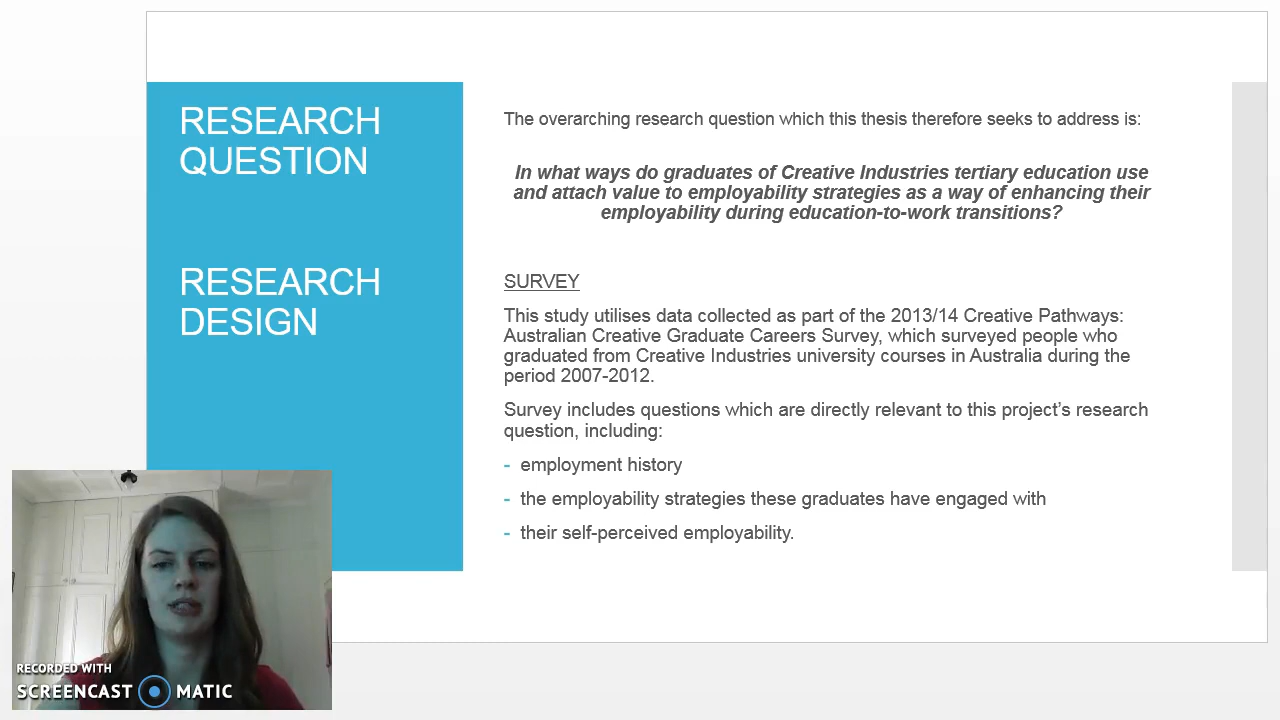 RESEARCH
QUESTION
The overarching research question which this thesis therefore seeks to address is:
In what ways do graduates of Creative Industries tertiary education use
and attach value to employability strategies as a way of enhancing their
employability during education-to-work transitions?
RESEARCH
DESIGN
SURVEY
This study utilises data collected as part of the 2013/14 Creative Pathways:
Australian Creative Graduate Careers Survey, which surveyed people who
graduated from Creative Industries university courses in Australia during the
period 2007-2012.
Survey includes questions which are directly relevant to this project’s research
question, including:
- employment history
- the employability strategies these graduates have engaged with
- their self-perceived employability.
RECORDED WITH
SCREENCAST MATIC